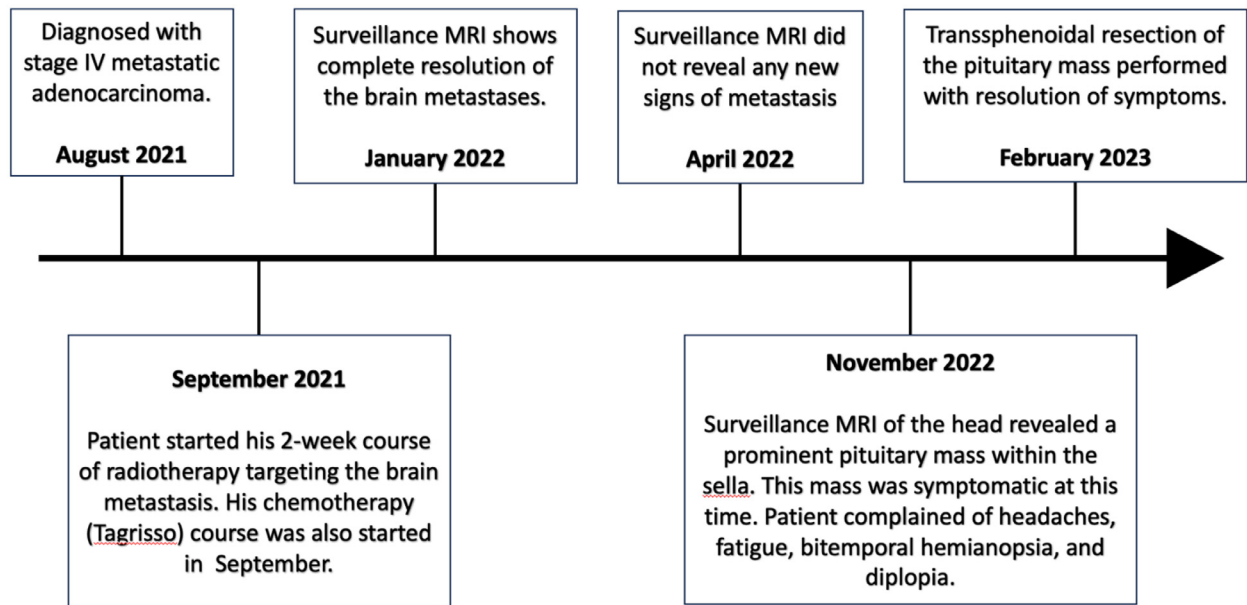 Diagnosed with
stage IV metastatic
adenocarcinoma.
August 2021
Surveillance MRI shows
complete resolution of
the brain metastases.
January 2022
Surveillance MRI did
not reveal any new
signs of metastasis
April 2022
Transsphenoidal resection of
the pituitary mass performed
with resolution of symptoms.
February 2023
September 2021
Patient started his 2-week course
of radiotherapy targeting the brain
metastasis. His chemotherapy
(Tagrisso) course was also started
in September.
November 2022
Surveillance MRI of the head revealed a
prominent pituitary mass within the
sella. This mass was symptomatic at this
time. Patient complained of headaches,
fatigue, bitemporal hemianopsia, and
diplopia.